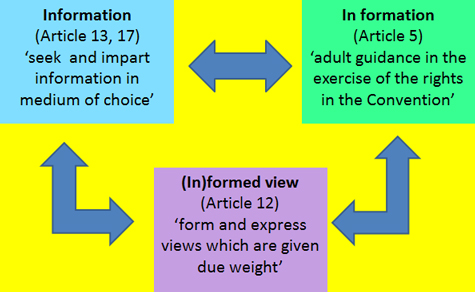 Information
(Article 13, 17)
‘seek and impart
information in
medium of choice’
In formation
(Article 5)
‘adult guidance in the
exercise of the rights
in the Convention’
(In)formed view
(Article 12)
‘form and express
views which are given
due weight’